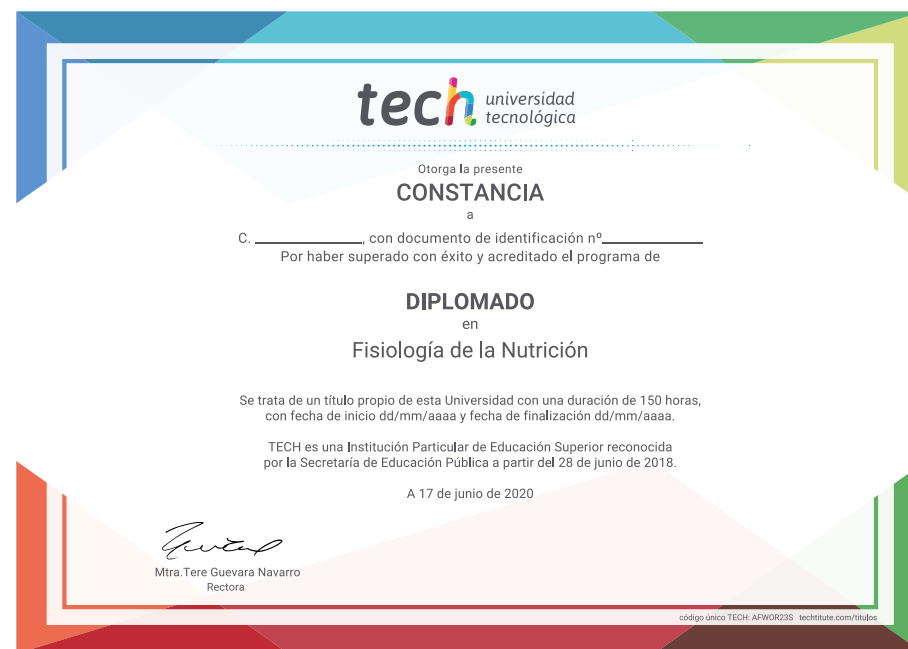 tech universidad
tecnológica
Otorga la presente
CONSTANCIA
a
C. ____________, con documento de identificación nº____________
Por haber superado con éxito y acreditado el programa de
DIPLOMADO
en
Fisiología de la Nutrición
Se trata de un título propio de esta Universidad con una duración de 150 horas,
con fecha de inicio dd/mm/aaaa y fecha de finalización dd/mm/aaaa.
TECH es una Institución Particular de Educación Superior reconocida
por la Secretaría de Educación Pública a partir del 28 de junio de 2018.
A 17 de junio de 2020
Mtra.Tere Guevara Navarro
Rectora
código único TECH: AFWOR23S techtitute.com/titulos